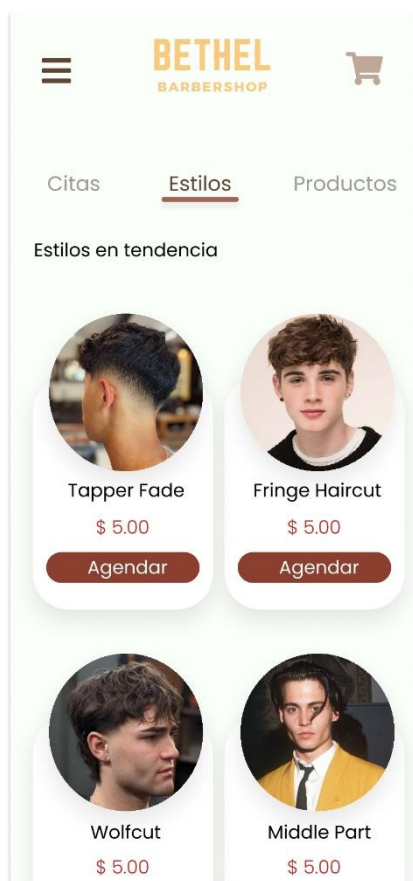 BETHEL
BARBERSHOP
Citas Estilos Productos
Estilos en tendencia
Tapper Fade Fringe Haircut
$ 5.00 $ 5.00
Agendar Agendar
Wolfcut Middle Part
$ 5.00 $ 5.00